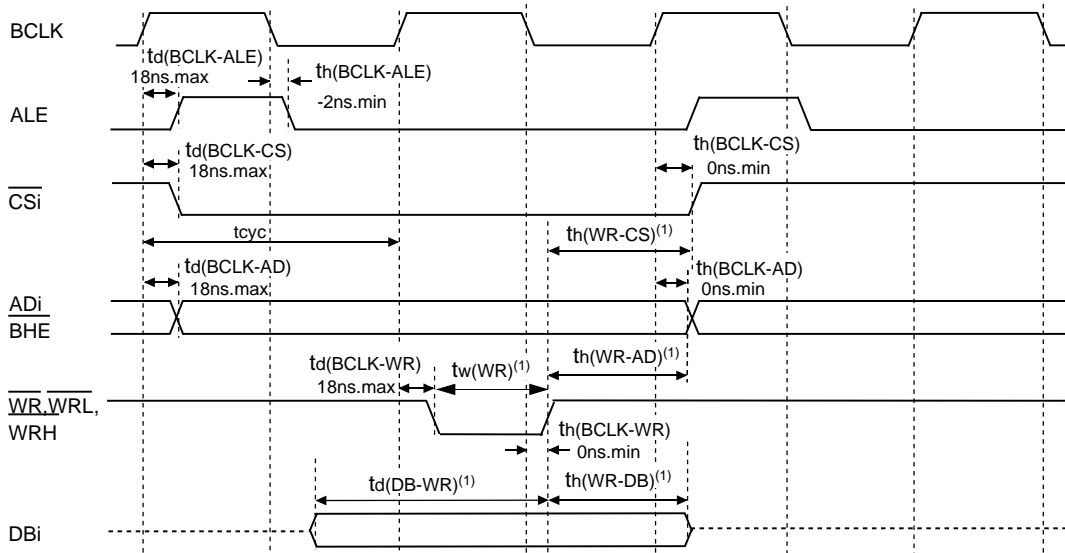 BCLK
td(BCLK-ALE)
18ns.max
th(BCLK-ALE)
-2ns.min
ALE
td(BCLK-CS)
18ns.max
th(BCLK-CS)
0ns.min
CSi
tcyc
th(WR-CS)(1)
td(BCLK-AD)
18ns.max
th(BCLK-AD)
0ns.min
ADi
BHE
td(BCLK-WR)
18ns.max
tw(WR)(1)
th(WR-AD)(1)
WR,WRL,
WRH
th(BCLK-WR)
0ns.min
td(DB-WR)(1)
th(WR-DB)(1)
DBi